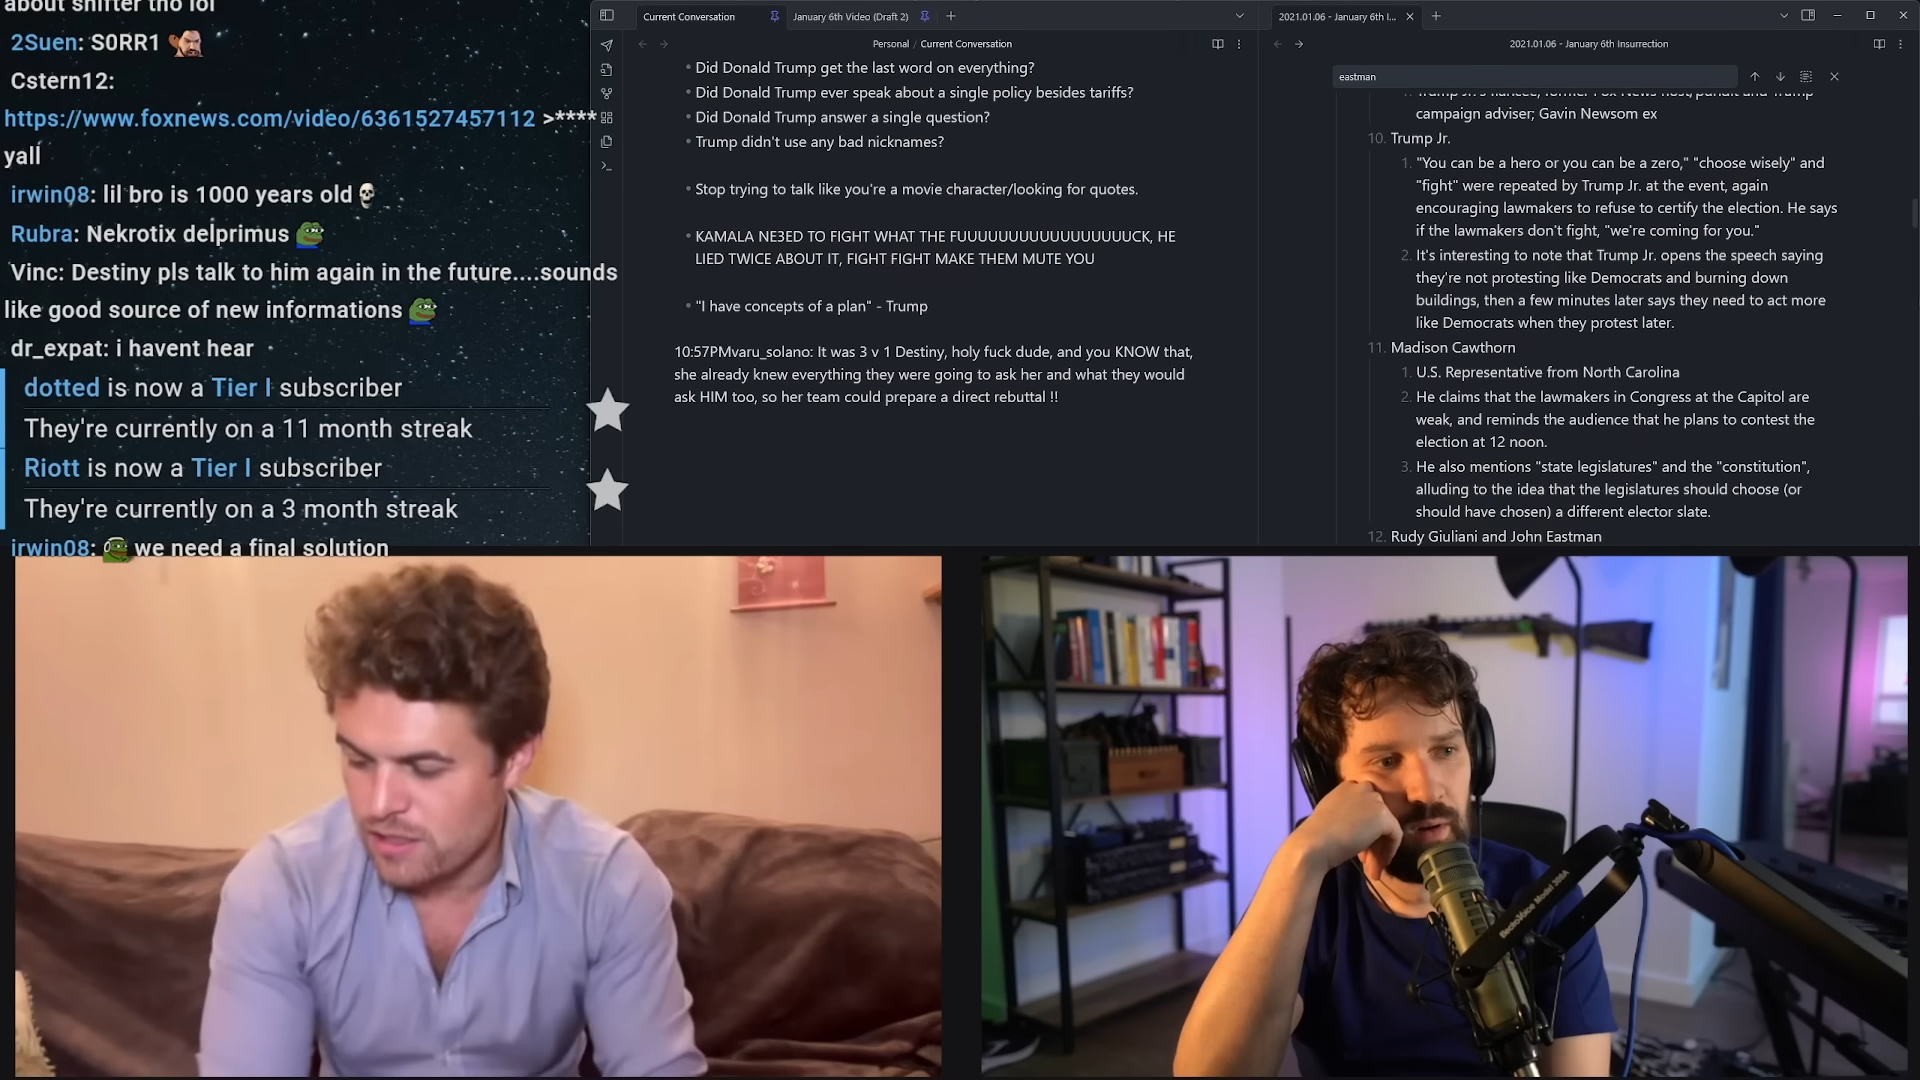 about snifter tho lol
2Suen: S0RR1
Cstern12:
https://www.foxnews.com/video/6361527457112 >****
yall
irwin08: lil bro is 1000 years old
Rubra: Nekrotix delprimus
Vinc: Destiny pls talk to him again in the future....sounds
like good source of new informations
dr_expat: i havent hear
dotted is now a Tier I subscriber
They're currently on a 11 month streak
Riott is now a Tier I subscriber
They're currently on a 3 month streak
irwin08: we need a final solution
Current Conversation
January 6th Video (Draft 2)
Personal / Current Conversation
Did Donald Trump get the last word on everything?
Did Donald Trump ever speak about a single policy besides tariffs?
Did Donald Trump answer a single question?
Trump didn't use any bad nicknames?
Stop trying to talk like you're a movie character/looking for quotes.
KAMALA NE3ED TO FIGHT WHAT THE FUUUUUUUUUUUUUUUUUCK, HE
LIED TWICE ABOUT IT, FIGHT FIGHT MAKE THEM MUTE YOU
"I have concepts of a plan" - Trump
10:57PMvaru_solano: It was 3 v 1 Destiny, holy fuck dude, and you KNOW that,
she already knew everything they were going to ask her and what they would
ask HIM too, so her team could prepare a direct rebuttal !!
2021.01.06 - January 6th I...
2021.01.06 - January 6th Insurrection
eastman
1. Trump Jr.'s fiancée, former Fox News host, pundit and Trump
campaign adviser; Gavin Newsom ex
10. Trump Jr.
1. "You can be a hero or you can be a zero," "choose wisely" and
"fight" were repeated by Trump Jr. at the event, again
encouraging lawmakers to refuse to certify the election. He says
if the lawmakers don't fight, "we're coming for you."
2. It's interesting to note that Trump Jr. opens the speech saying
they're not protesting like Democrats and burning down
buildings, then a few minutes later says they need to act more
like Democrats when they protest later.
11. Madison Cawthorn
1. U.S. Representative from North Carolina
2. He claims that the lawmakers in Congress at the Capitol are
weak, and reminds the audience that he plans to contest the
election at 12 noon.
3. He also mentions "state legislatures" and the "constitution",
alluding to the idea that the legislatures should choose (or
should have chosen) a different elector slate.
12. Rudy Giuliani and John Eastman
ElectroVoice Model 309A